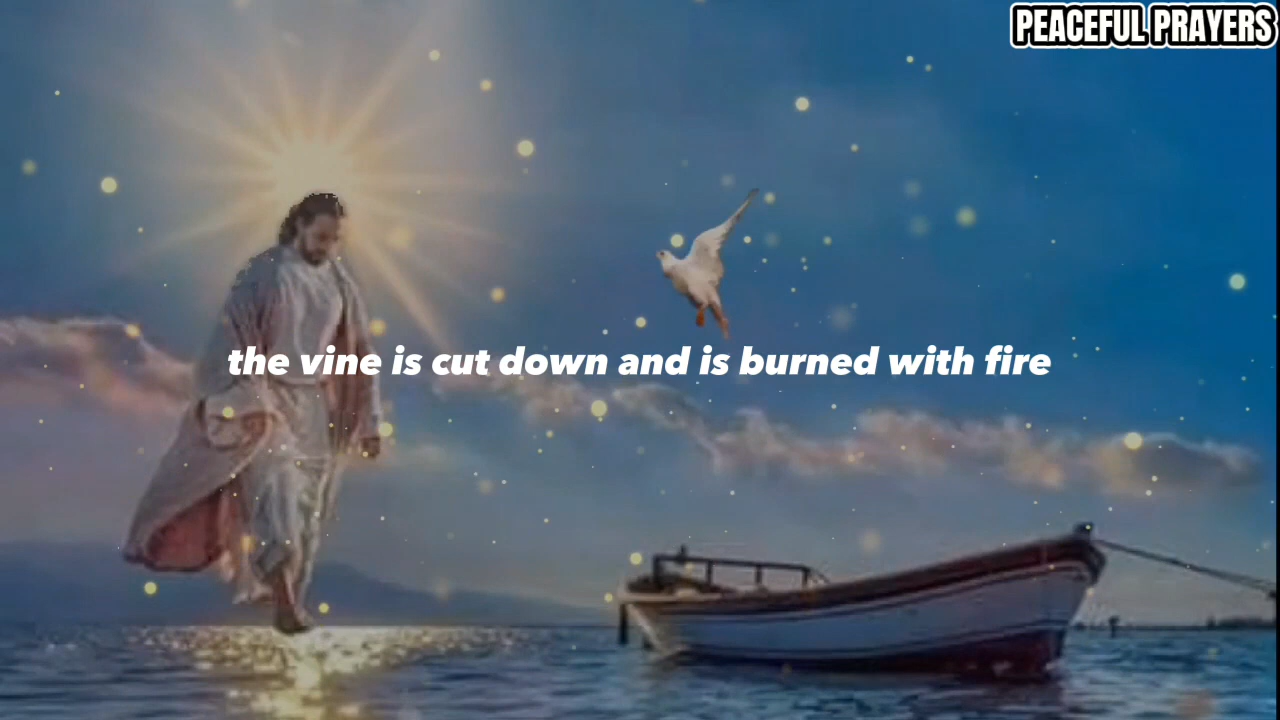 PEACEFUL PRAYERS
the vine is cut down and is burned with fire